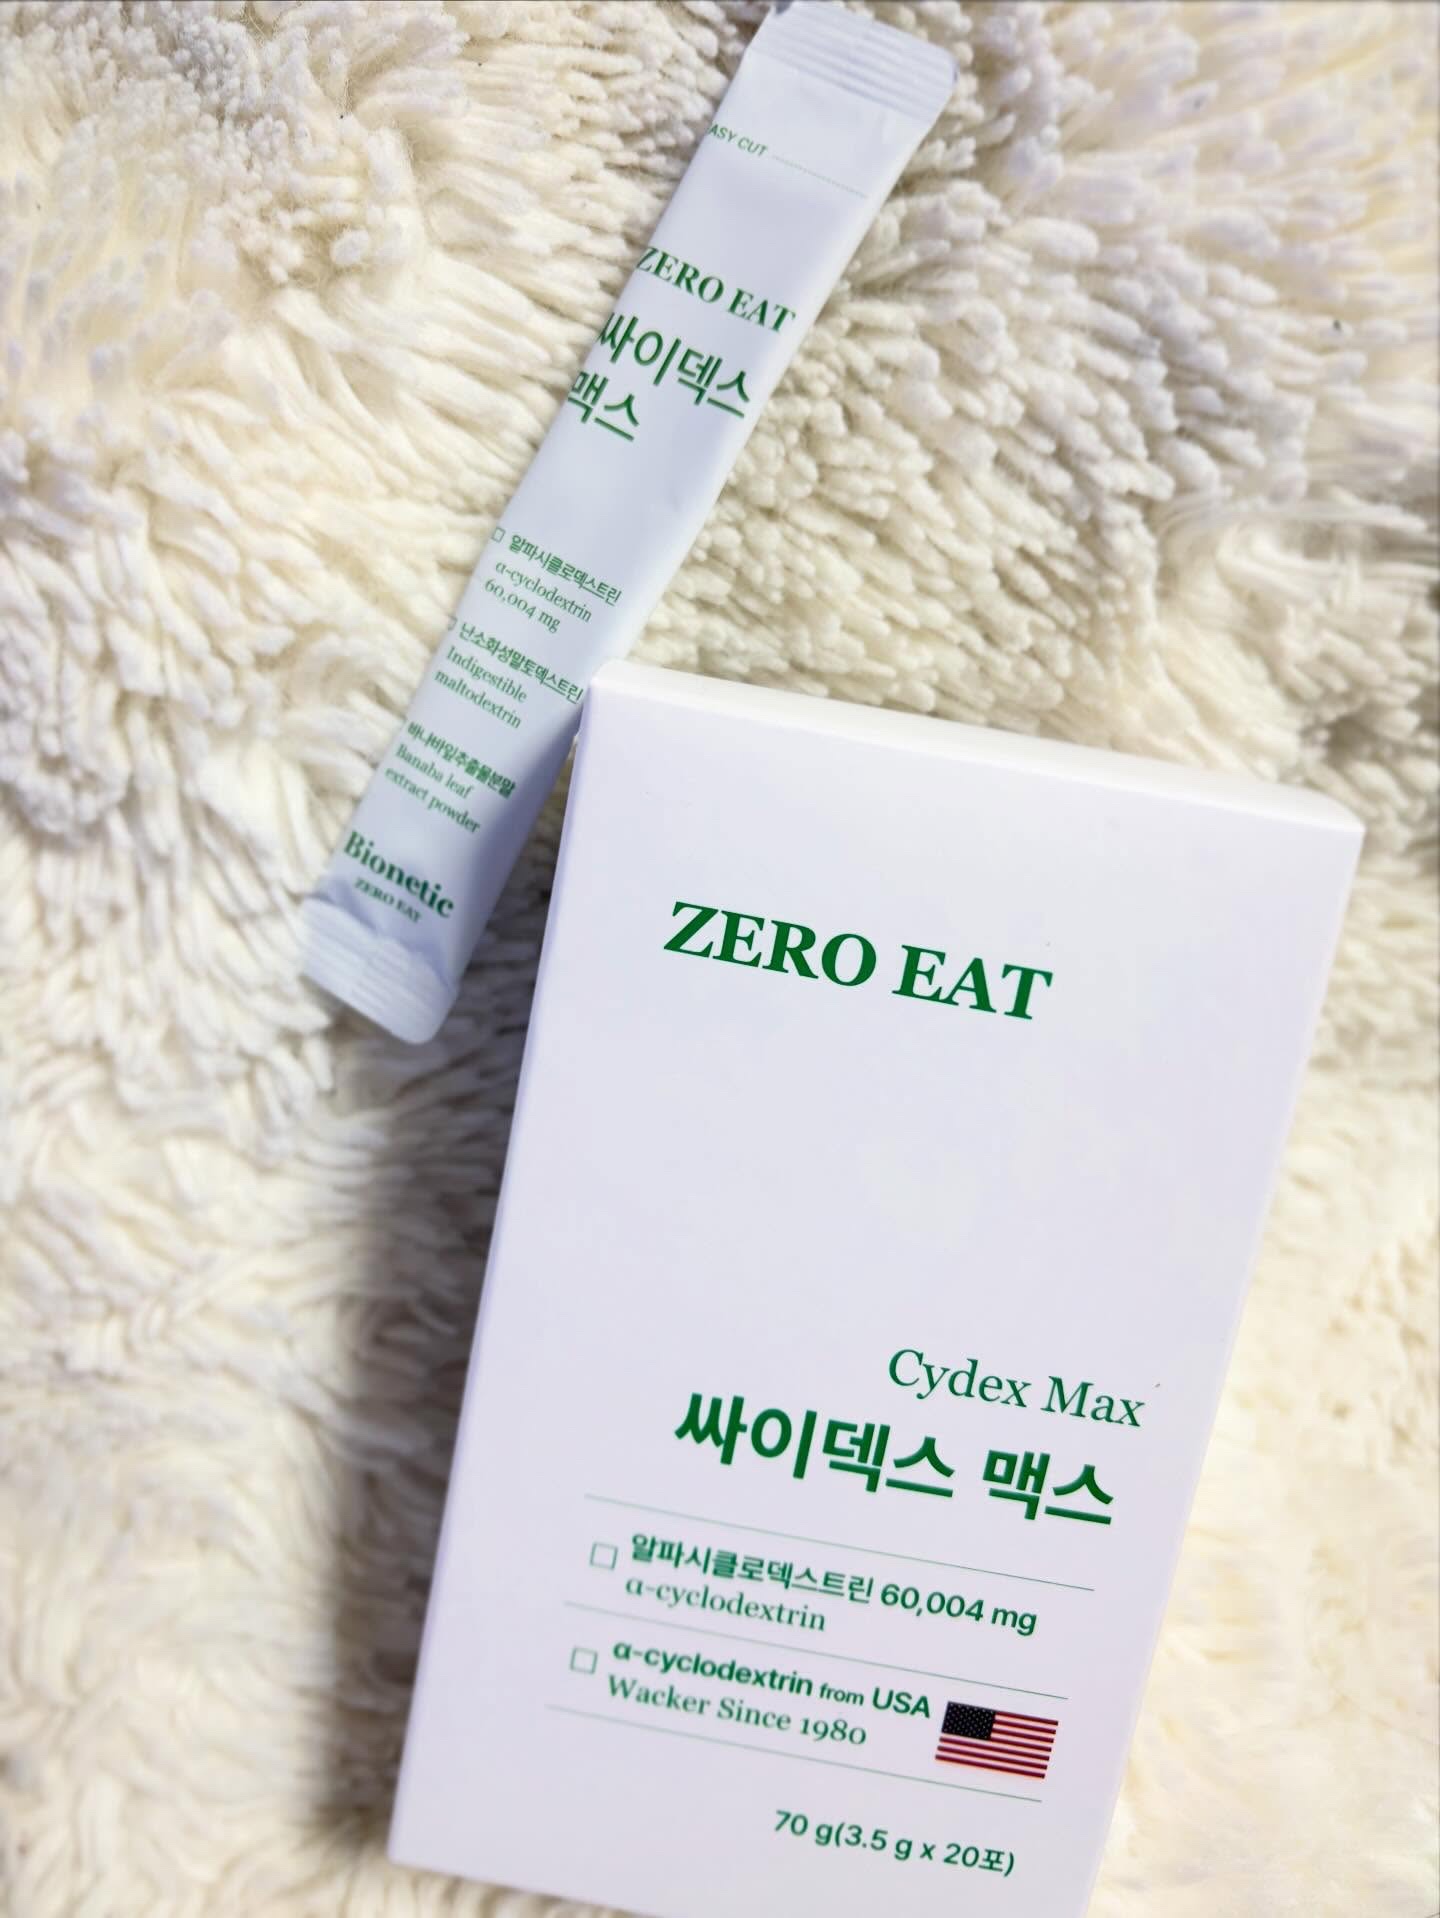 ASY CUT
ZERO EAT
싸이덱스
맥스
알파시클로덱스트린
α-cyclodextrin
60,004 mg
난소화성말토덱스트린
Indigestible
maltodextrin
바나바잎추출물분말
Banaba leaf
extract powder
Bionetic
ZERO EAT
ZERO EAT
Cydex Max
싸이덱스 맥스
알파시클로덱스트린 60,004 mg
α-cyclodextrin
α-cyclodextrin from USA
Wacker Since 1980
70 g(3.5 g x 20포)